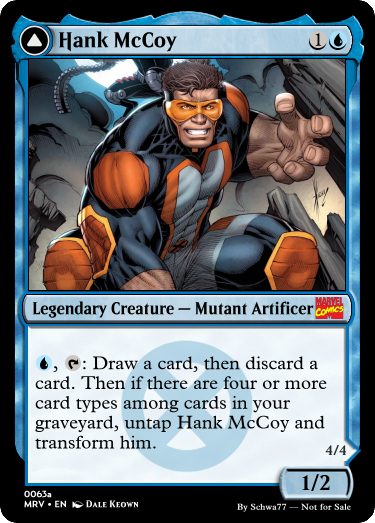 Hank McCoy 1
Legendary Creature — Mutant Artificer MARVEL COMICS
, : Draw a card, then discard a
card. Then if there are four or more
card types among cards in your
graveyard, untap Hank McCoy and
transform him.
4/4
1/2
0063a
MRV • EN Dale Keown
By Schwa77 — Not for Sale